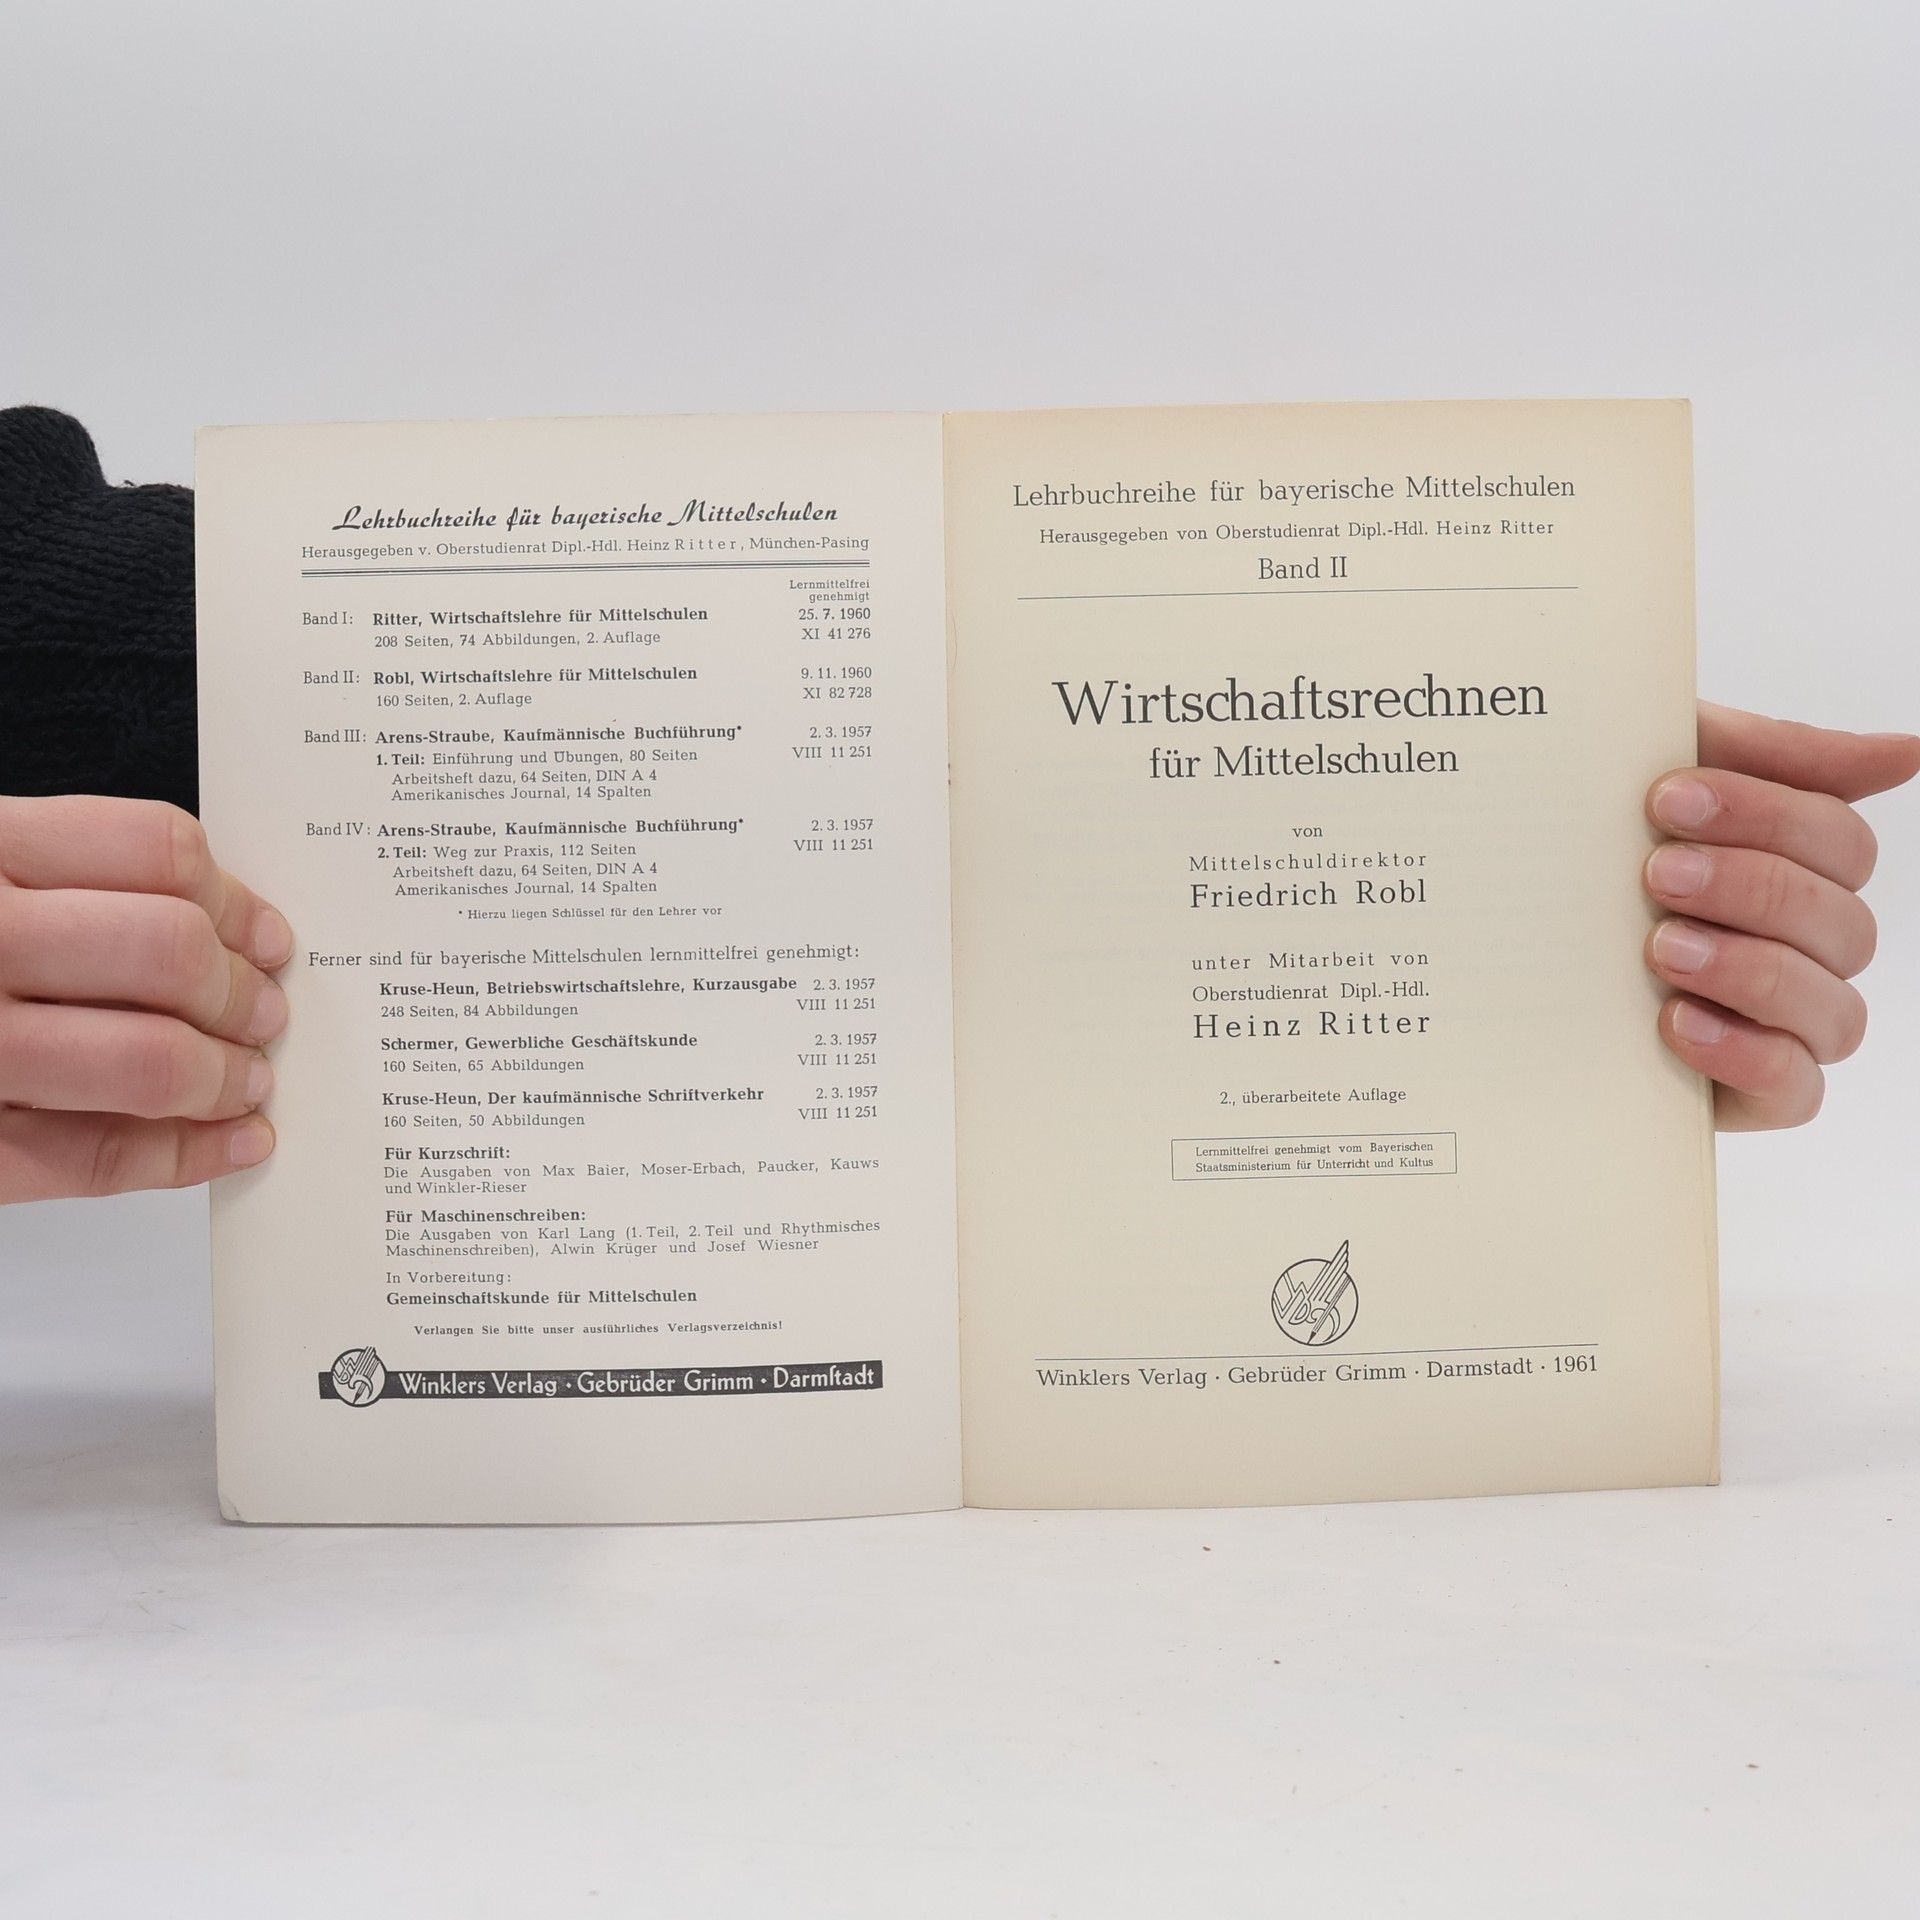 Lehrbuchreihe für bayerische Mittelschulen
Herausgegeben v. Oberstudienrat Dipl.-Hdl. Heinz Ritter, München-Pasing
Lernmittelfrei
genehmigt
Band I: Ritter, Wirtschaftslehre für Mittelschulen 25. 7. 1960
208 Seiten, 74 Abbildungen, 2. Auflage XI 41 276
Band II: Robl, Wirtschaftslehre für Mittelschulen 9. 11. 1960
160 Seiten, 2. Auflage XI 82 728
Band III: Arens-Straube, Kaufmännische Buchführung* 2. 3. 1957
1. Teil: Einführung und Übungen, 80 Seiten VIII 11 251
Arbeitsheft dazu, 64 Seiten, DIN A 4
Amerikanisches Journal, 14 Spalten
Band IV: Arens-Straube, Kaufmännische Buchführung* 2. 3. 1957
2. Teil: Weg zur Praxis, 112 Seiten VIII 11 251
Arbeitsheft dazu, 64 Seiten, DIN A 4
Amerikanisches Journal, 14 Spalten
* Hierzu liegen Schlüssel für den Lehrer vor
Ferner sind für bayerische Mittelschulen lernmittelfrei genehmigt:
Kruse-Heun, Betriebswirtschaftslehre, Kurzausgabe 2. 3. 1957
248 Seiten, 84 Abbildungen VIII 11 251
Schermer, Gewerbliche Geschäftskunde 2. 3. 1957
160 Seiten, 65 Abbildungen VIII 11 251
Kruse-Heun, Der kaufmännische Schriftverkehr 2. 3. 1957
160 Seiten, 50 Abbildungen VIII 11 251
Für Kurzschrift:
Die Ausgaben von Max Baier, Moser-Erbach, Paucker, Kauws
und Winkler-Rieser
Für Maschinenschreiben:
Die Ausgaben von Karl Lang (1. Teil, 2. Teil und Rhythmisches
Maschinenschreiben), Alwin Krüger und Josef Wiesner
In Vorbereitung:
Gemeinschaftskunde für Mittelschulen
Verlangen Sie bitte unser ausführliches Verlagsverzeichnis!
Winklers Verlag · Gebrüder Grimm · Darmſtadt
Lehrbuchreihe für bayerische Mittelschulen
Herausgegeben von Oberstudienrat Dipl.-Hdl. Heinz Ritter
Band II
Wirtschaftsrechnen
für Mittelschulen
von
Mittelschuldirektor
Friedrich Robl
unter Mitarbeit von
Oberstudienrat Dipl.-Hdl.
Heinz Ritter
2., überarbeitete Auflage
Lernmittelfrei genehmigt vom Bayerischen
Staatsministerium für Unterricht und Kultus
Winklers Verlag · Gebrüder Grimm · Darmstadt · 1961